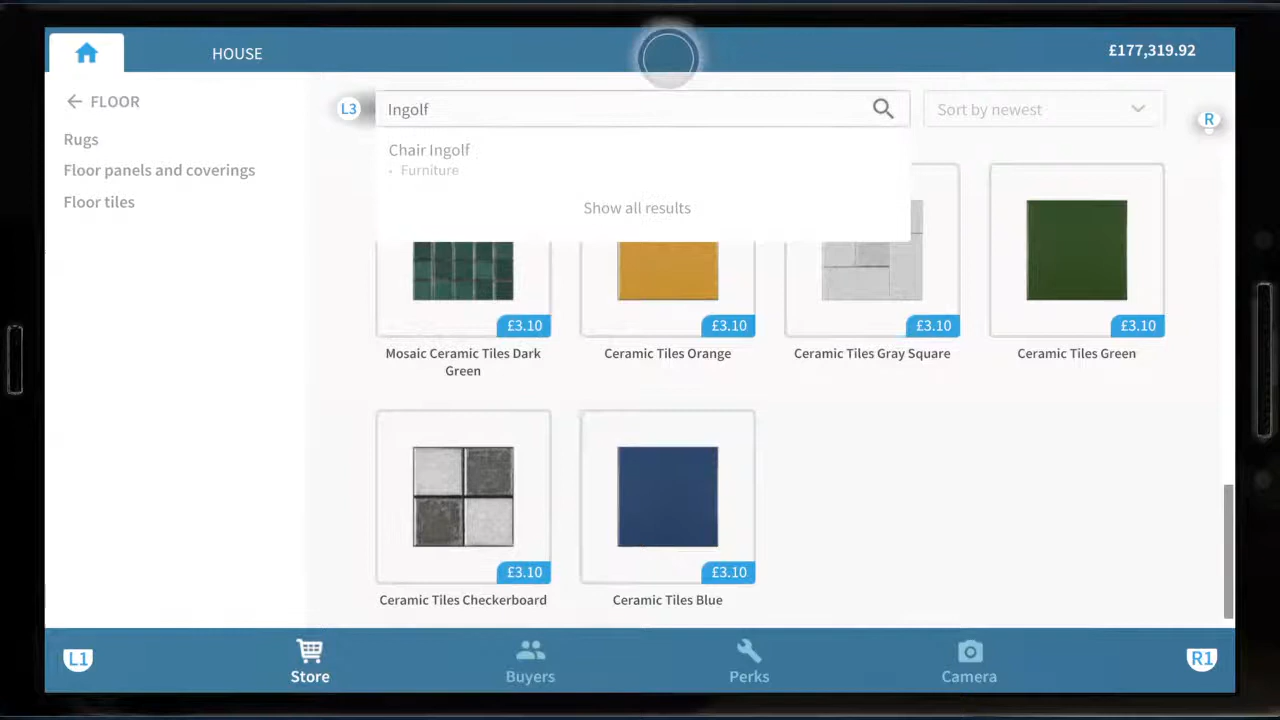 HOUSE
£177,319.92
FLOOR
Rugs
Floor panels and coverings
Floor tiles
L3
Ingolf
Sort by newest
R
Chair Ingolf
• Furniture
Show all results
£3.10
£3.10
£3.10
£3.10
Mosaic Ceramic Tiles Dark
Green
Ceramic Tiles Orange
Ceramic Tiles Gray Square
Ceramic Tiles Green
£3.10
£3.10
Ceramic Tiles Checkerboard
Ceramic Tiles Blue
L1
Store
Buyers
Perks
Camera
R1